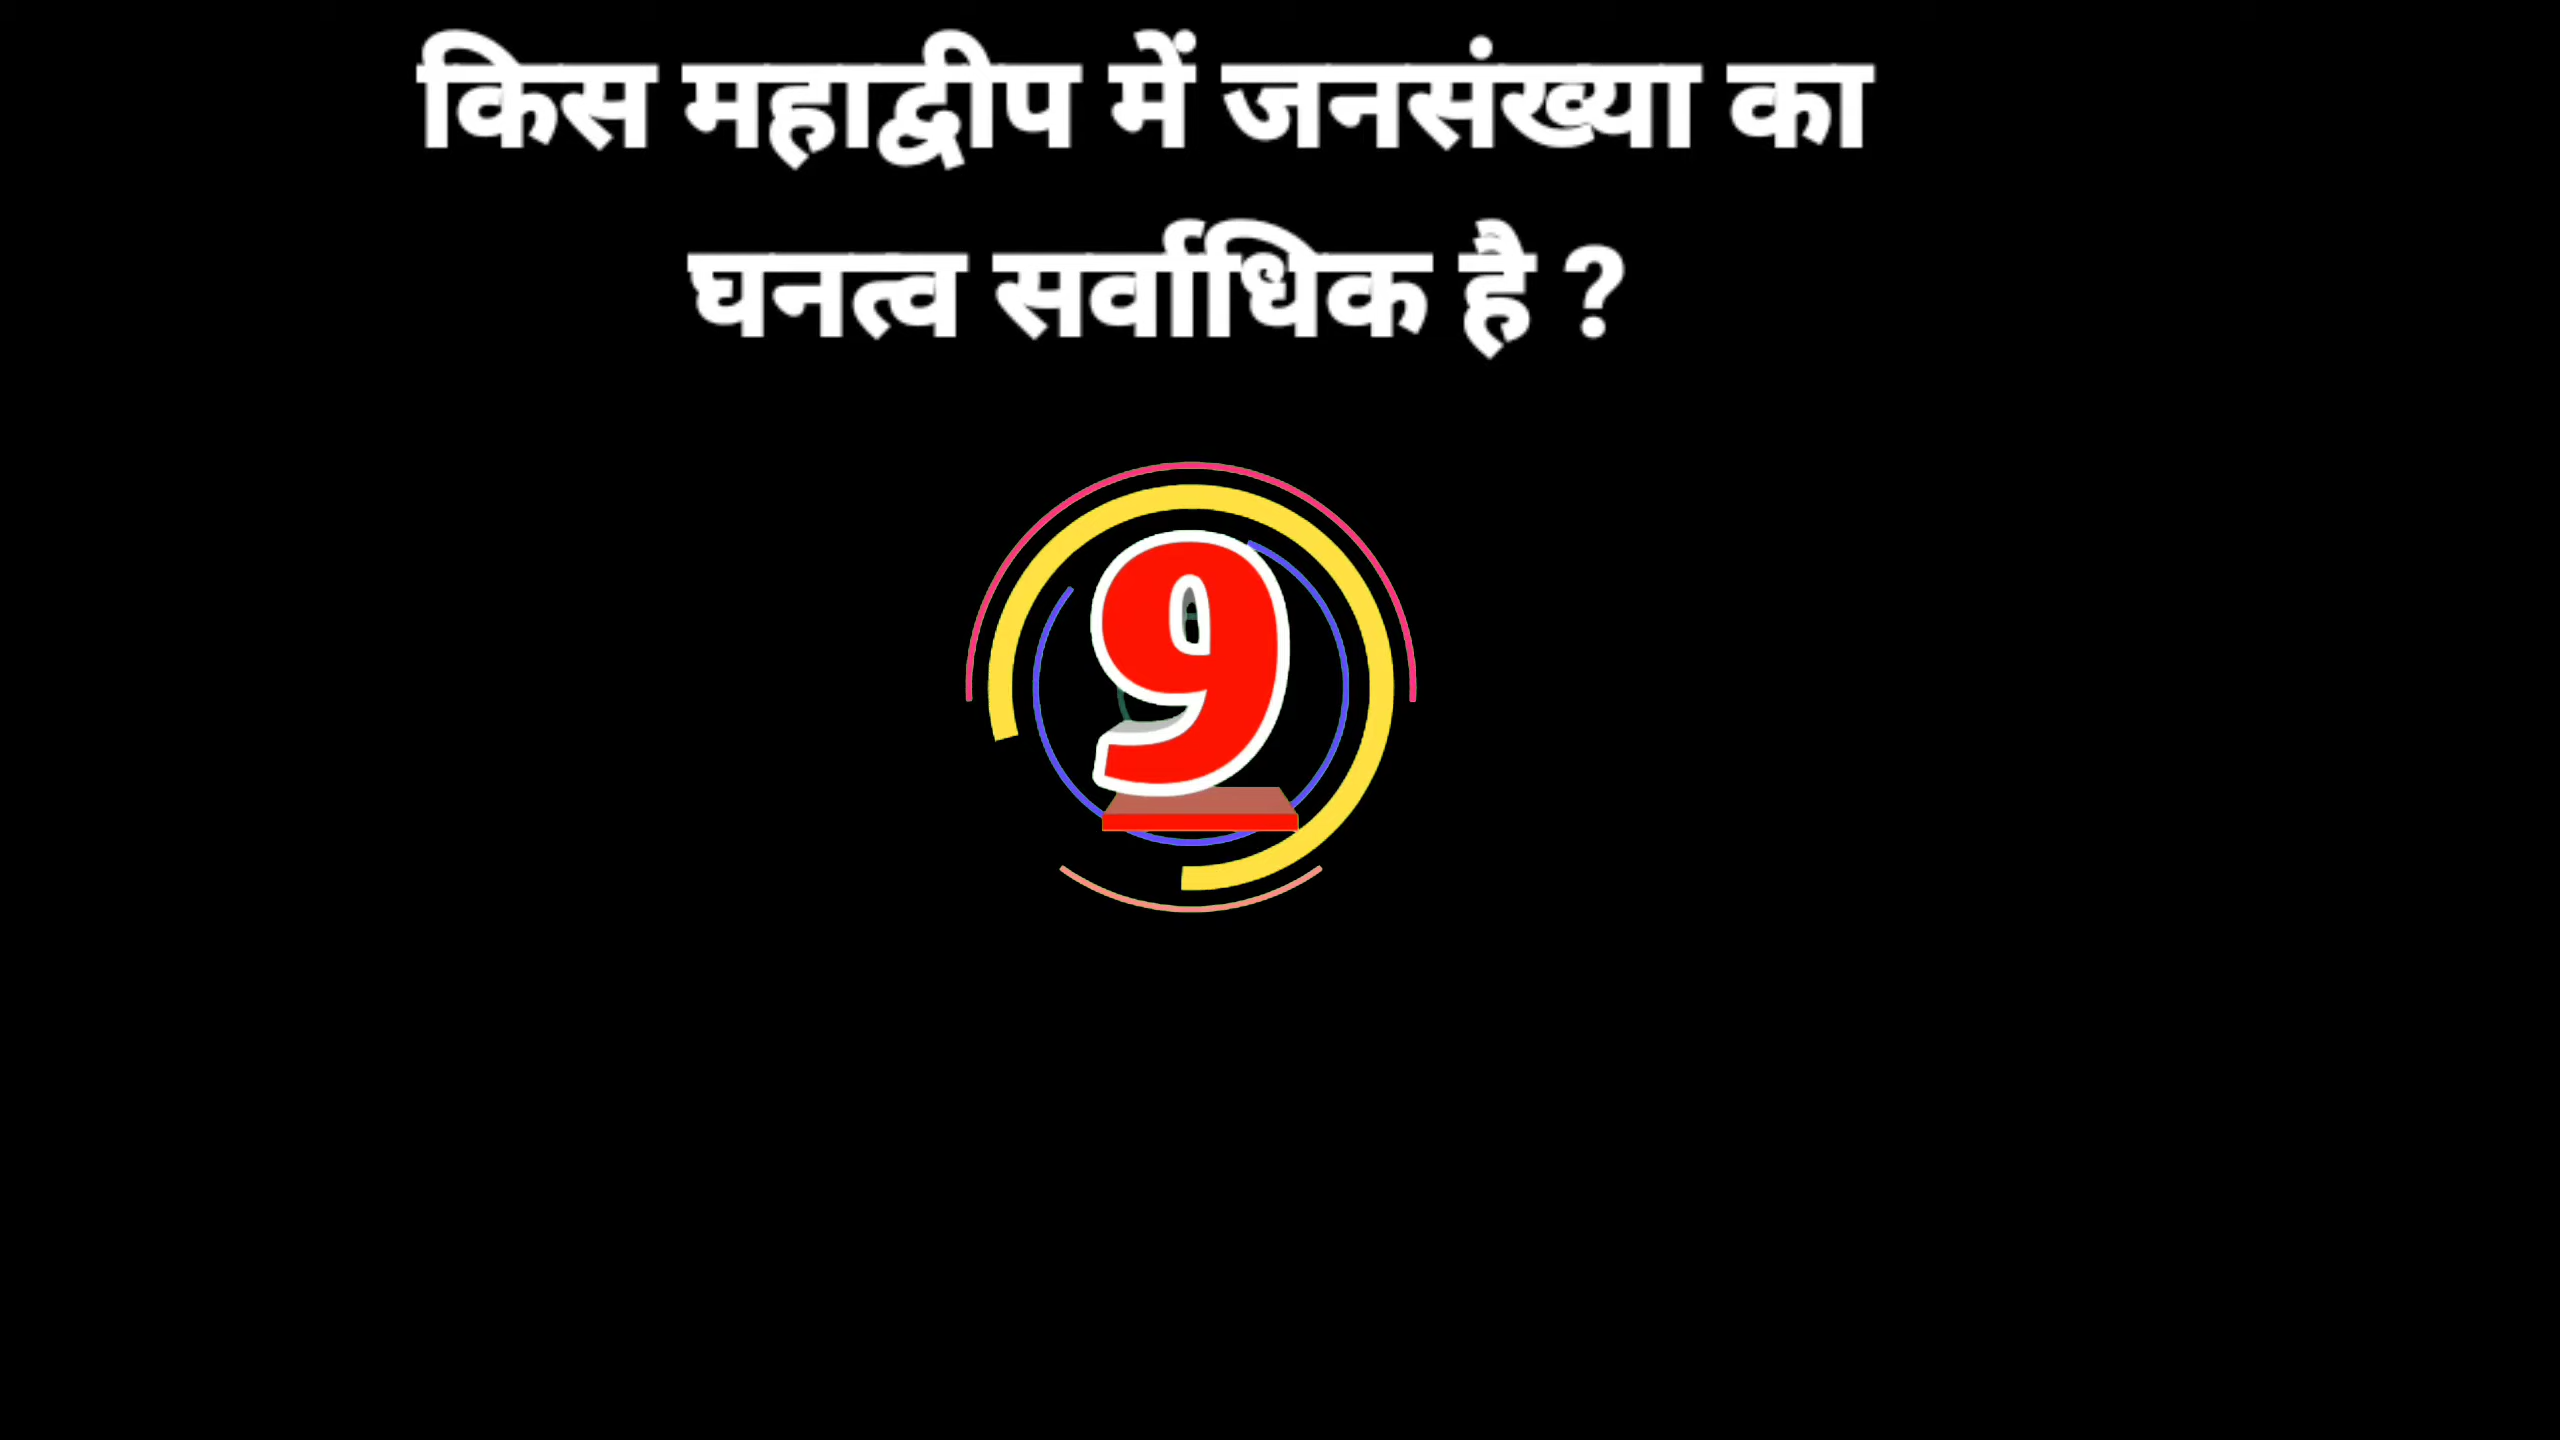 किस महाद्वीप में जनसंख्या का
घनत्व सर्वाधिक है ?
9